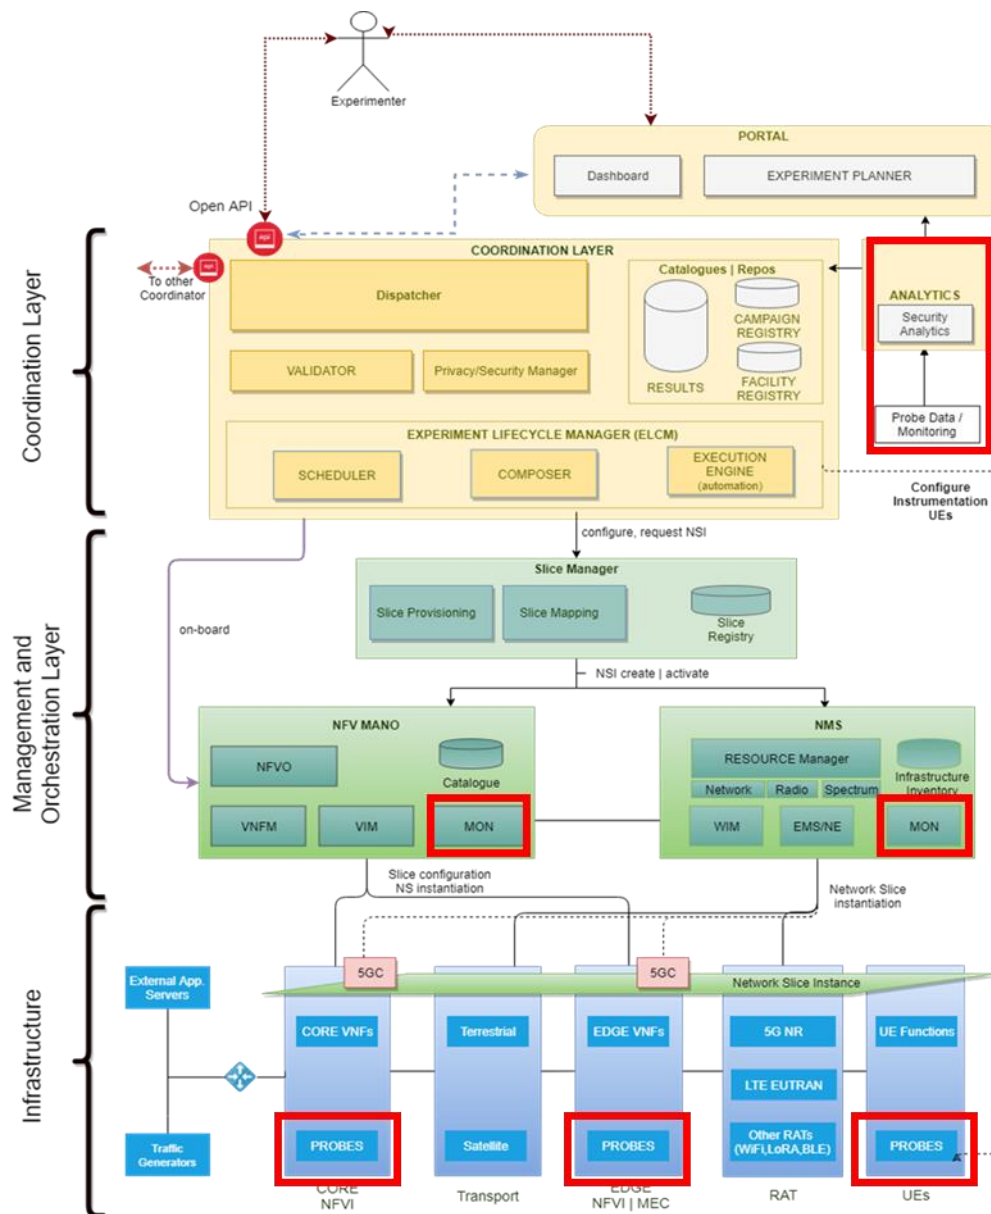 Experimenter
PORTAL
Dashboard
EXPERIMENT PLANNER
Open API
api
COORDINATION LAYER
api
To other
Coordinator
Dispatcher
Catalogues | Repos
CAMPAIGN
REGISTRY
RESULTS
FACILITY
REGISTRY
ANALYTICS
Security
Analytics
VALIDATOR
Privacy/Security Manager
Probe Data /
Monitoring
EXPERIMENT LIFECYCLE MANAGER (ELCM)
SCHEDULER
COMPOSER
EXECUTION
ENGINE
(automation)
Configure
Instrumentation
UEs
Coordination Layer
configure, request NSI
Slice Manager
Slice Provisioning
Slice Mapping
Slice
Registry
on-board
NSI create | activate
Management and
Orchestration Layer
NFV MANO
NFVO
Catalogue
VNFM
VIM
MON
NMS
RESOURCE Manager
Network
Radio
Spectrum
Infrastructure
Inventory
WIM
EMS/NE
MON
Slice configuration
NS instantiation
Network Slice
instantiation
Infrastructure
External App.
Servers
Traffic
Generators
5GC
5GC
Network Slice Instance
CORE VNFs
Terrestrial
EDGE VNFs
5G NR
UE Functions
LTE EUTRAN
PROBES
Satellite
PROBES
Other RATs
(WiFi,LoRA,BLE)
PROBES
CORE
NFVI
Transport
EDGE
NFVI | MEC
RAT
UEs